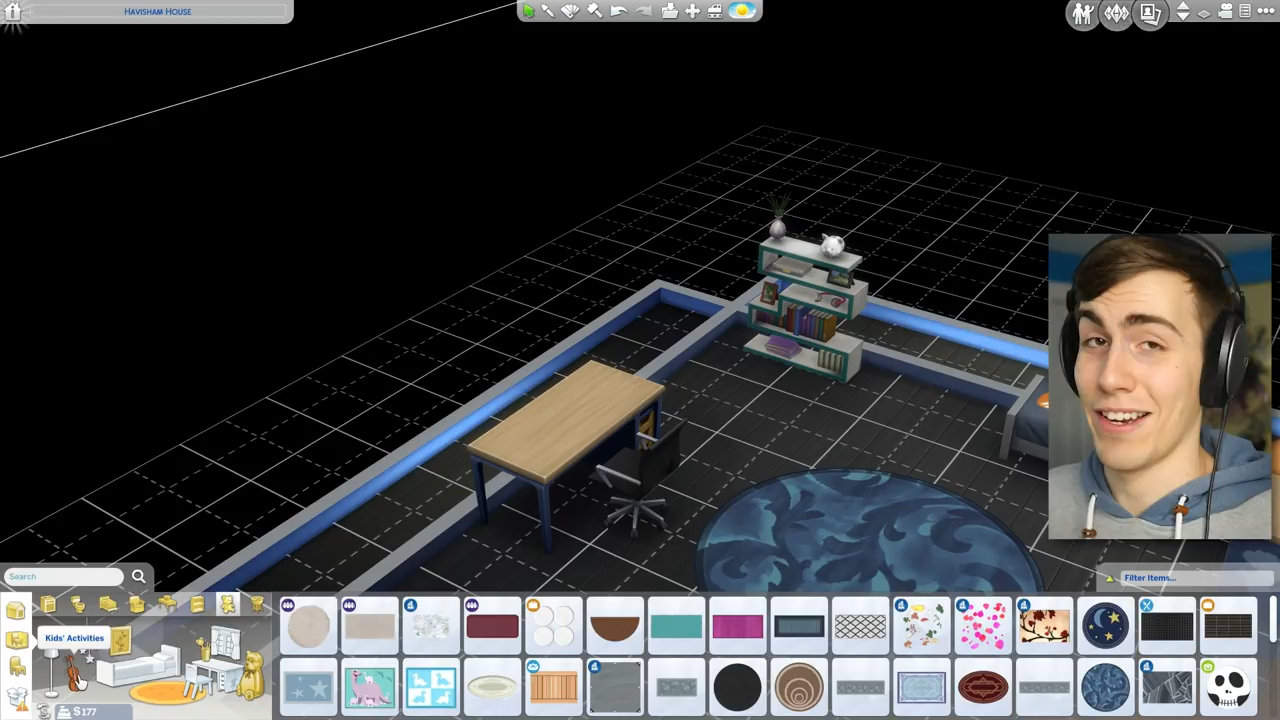 HAVISHAM HOUSE
Search
Filter Items...
Kids' Activities
§177